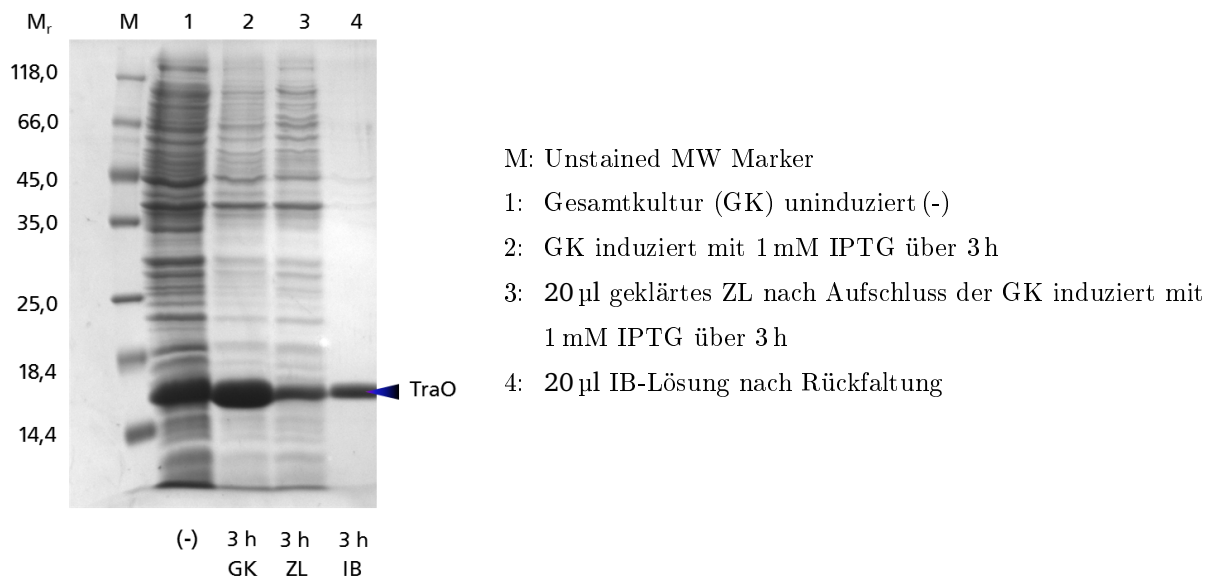 Mr M 1 2 3 4
118,0
66,0
45,0
35,0
25,0
18,4
14,4
TraO
(-) 3 h 3 h 3 h
GK ZL IB
M: Unstained MW Marker
1: Gesamtkultur (GK) uninduziert (-)
2: GK induziert mit 1 mM IPTG über 3 h
3: 20 µl geklärtes ZL nach Aufschluss der GK induziert mit
1 mM IPTG über 3 h
4: 20 µl IB-Lösung nach Rückfaltung